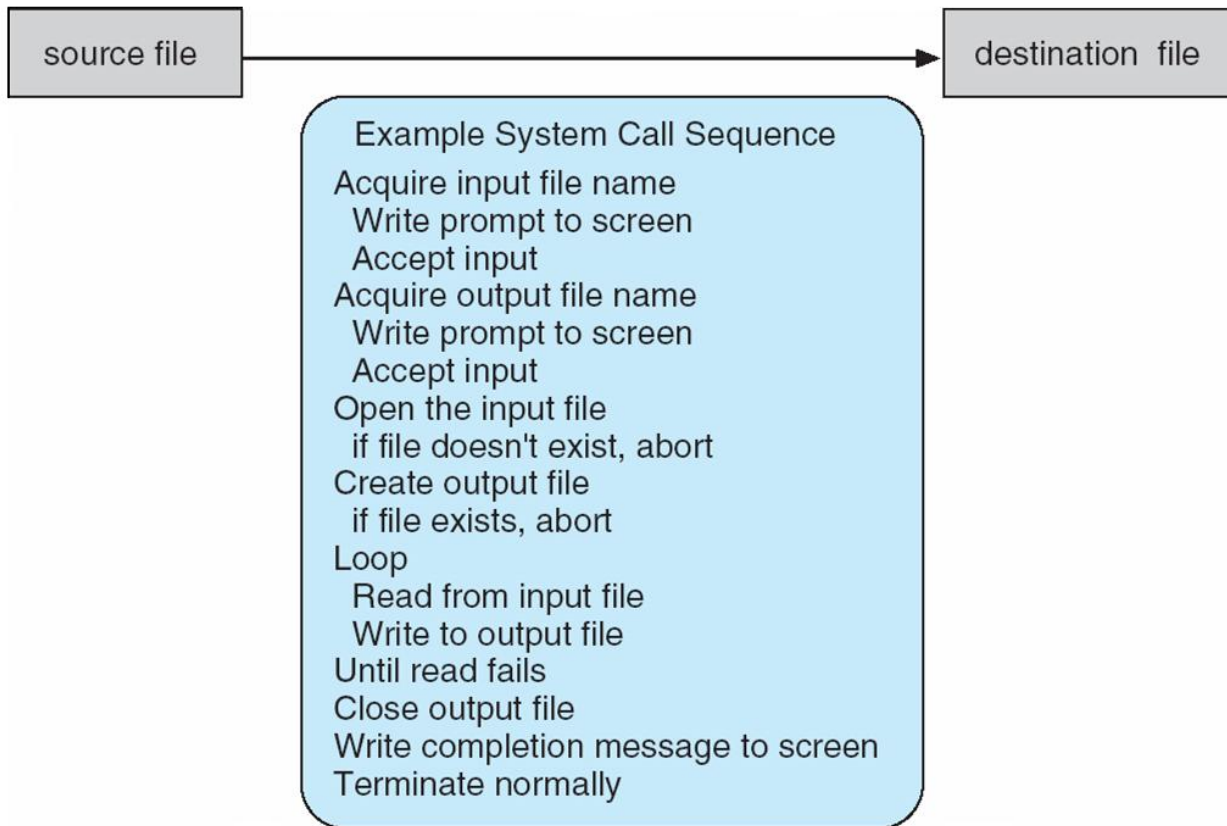 source file
destination file
Example System Call Sequence
Acquire input file name
Write prompt to screen
Accept input
Acquire output file name
Write prompt to screen
Accept input
Open the input file
if file doesn't exist, abort
Create output file
if file exists, abort
Loop
Read from input file
Write to output file
Until read fails
Close output file
Write completion message to screen
Terminate normally